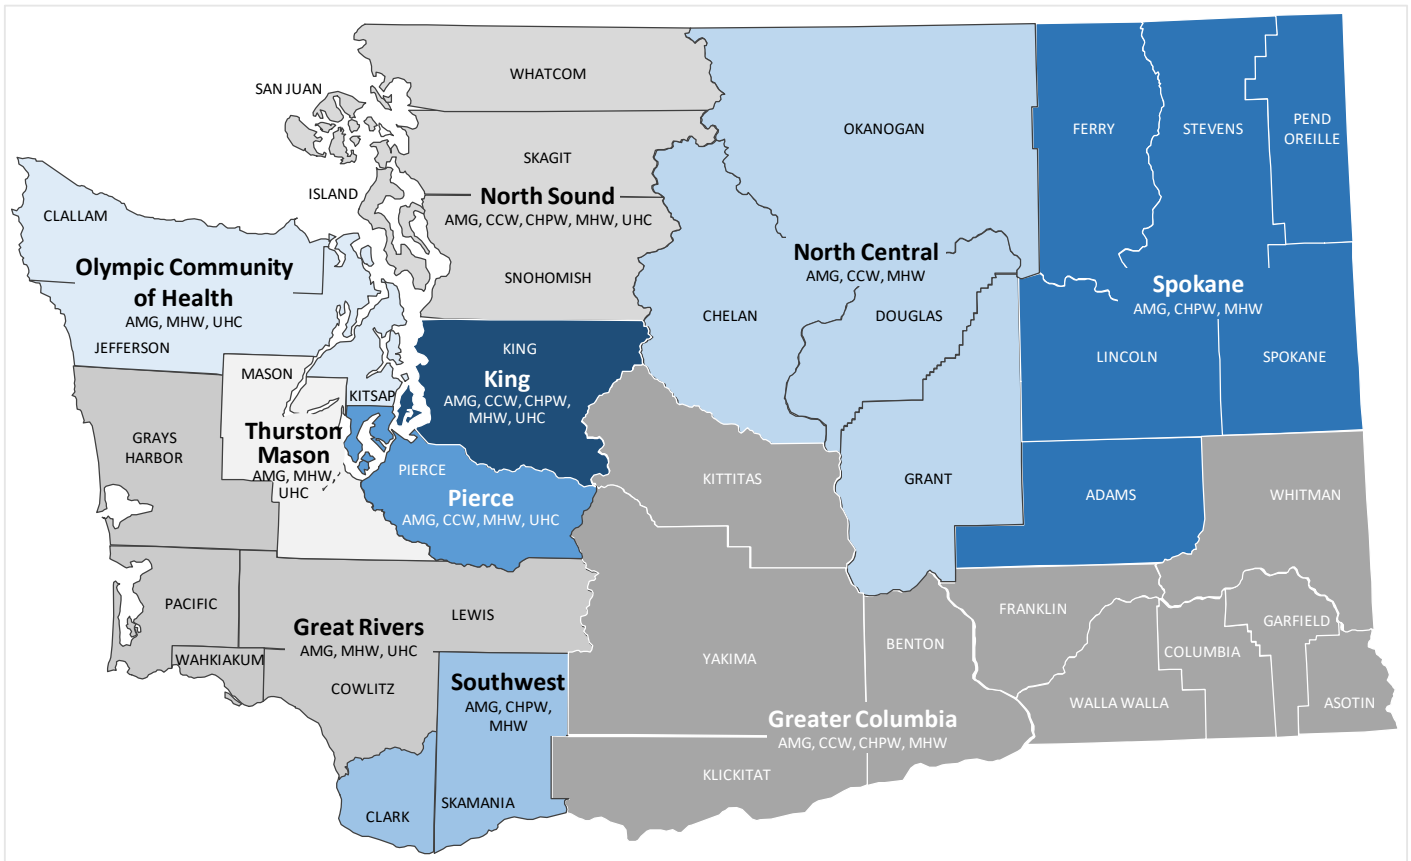 WHATCOM
SAN JUAN
SKAGIT
ISLAND
North Sound
AMG, CCW, CHPW, MHW, UHC
SNOHOMISH
CLALLAM
Olympic Community
of Health
AMG, MHW, UHC
JEFFERSON
KITSAP
MASON
Thurston
Mason
AMG, MHW,
UHC
KING
King
AMG, CCW, CHPW,
MHW, UHC
PIERCE
Pierce
AMG, CCW, MHW, UHC
GRAYS
HARBOR
PACIFIC
LEWIS
Great Rivers
AMG, MHW, UHC
WAHKIAKUM
COWLITZ
Southwest
AMG, CHPW,
MHW
CLARK
SKAMANIA
OKANOGAN
North Central
AMG, CCW, MHW
CHELAN
DOUGLAS
GRANT
FERRY
STEVENS
PEND
OREILLE
Spokane
AMG, CHPW, MHW
LINCOLN
SPOKANE
ADAMS
KITTITAS
WHITMAN
YAKIMA
BENTON
FRANKLIN
WALLA WALLA
COLUMBIA
GARFIELD
ASOTIN
Greater Columbia
AMG, CCW, CHPW, MHW
KLICKITAT